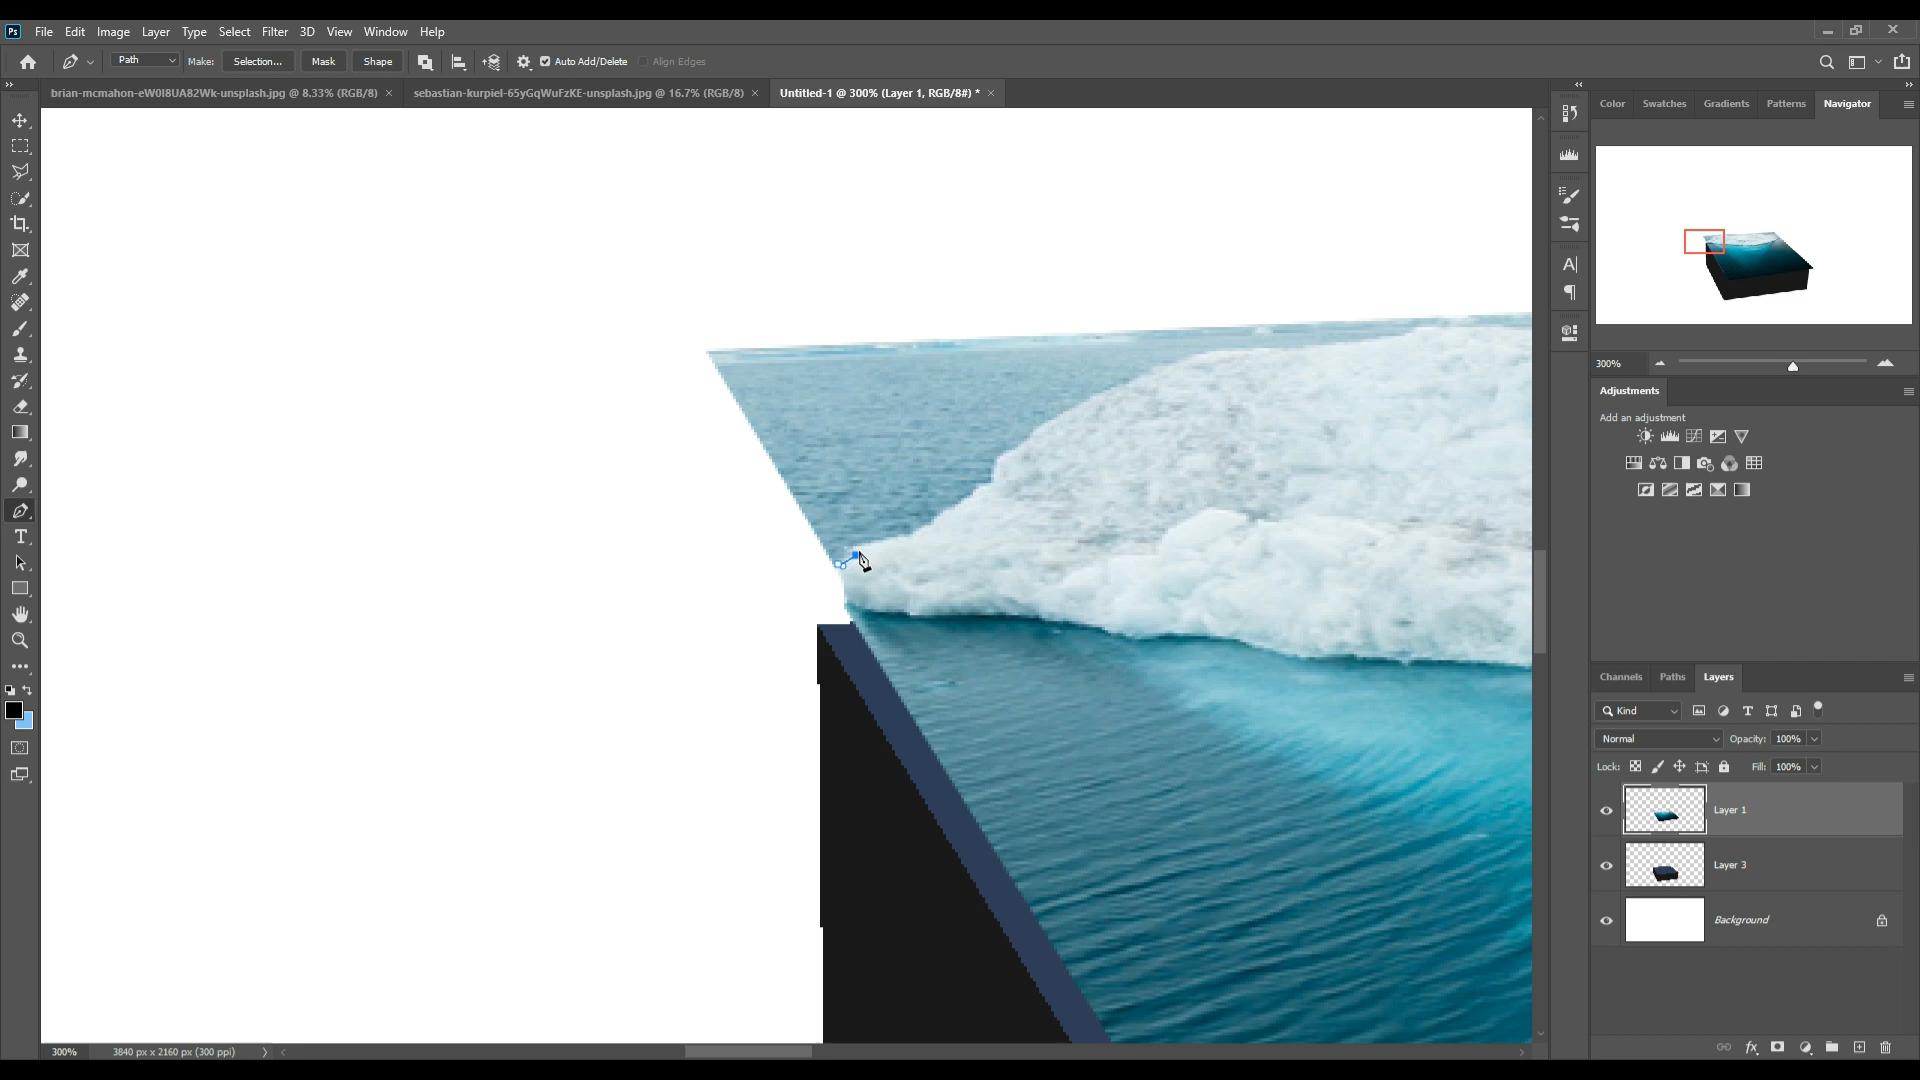 Ps File Edit Image Layer Type Select Filter 3D View Window Help
Path Make: Selection... Mask Shape Auto Add/Delete Align Edges
brian-mcmahon-eW0I8UA82Wk-unsplash.jpg @ 8.33% (RGB/8) × sebastian-kurpiel-65yGqWuFzKE-unsplash.jpg @ 16.7% (RGB/8) × Untitled-1 @ 300% (Layer 1, RGB/8#) * ×
Color Swatches Gradients Patterns Navigator
300%
Adjustments
Add an adjustment
Channels Paths Layers
Kind
Normal Opacity: 100%
Lock: Fill: 100%
Layer 1
Layer 3
Background
300% 3840 px x 2160 px (300 ppi)